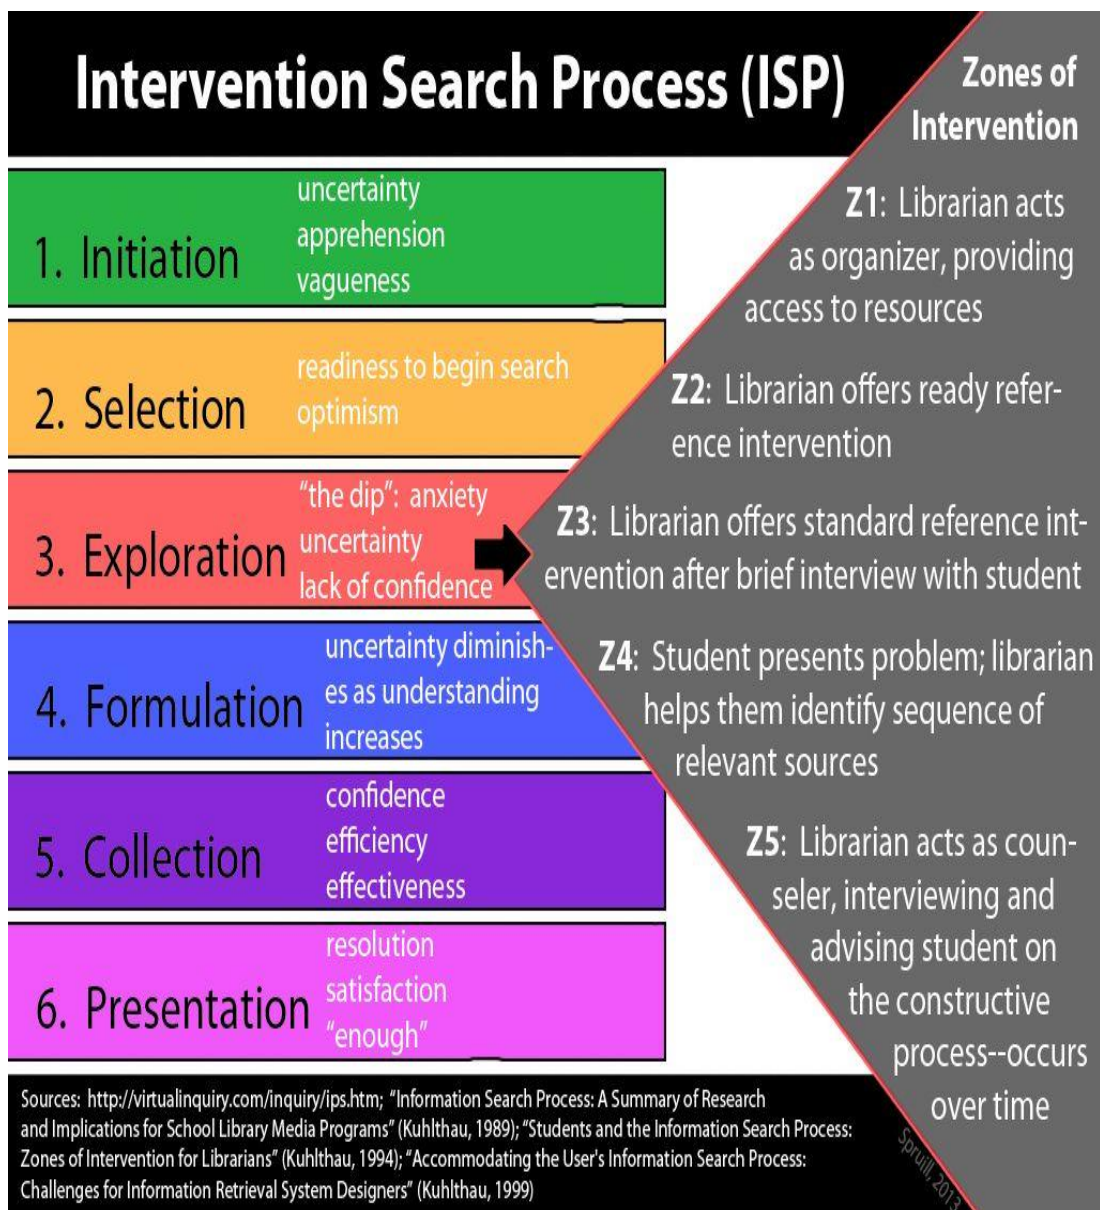 Intervention Search Process (ISP)
Zones of
Intervention
1. Initiation
uncertainty
apprehension
vagueness
2. Selection
readiness to begin search
optimism
3. Exploration
“the dip”: anxiety
uncertainty
lack of confidence
4. Formulation
uncertainty diminish-
es as understanding
increases
5. Collection
confidence
efficiency
effectiveness
6. Presentation
resolution
satisfaction
“enough”
Z1: Librarian acts
as organizer, providing
access to resources
Z2: Librarian offers ready refer-
ence intervention
Z3: Librarian offers standard reference int-
ervention after brief interview with student
Z4: Student presents problem; librarian
helps them identify sequence of
relevant sources
Z5: Librarian acts as coun-
seler, interviewing and
advising student on
the constructive
process--occurs
over time
Sources: http://virtualinquiry.com/inquiry/ips.htm; “Information Search Process: A Summary of Research
and Implications for School Library Media Programs” (Kuhlthau, 1989); “Students and the Information Search Process:
Zones of Intervention for Librarians” (Kuhlthau, 1994); “Accommodating the User's Information Search Process:
Challenges for Information Retrieval System Designers” (Kuhlthau, 1999)
Spruill, 2013